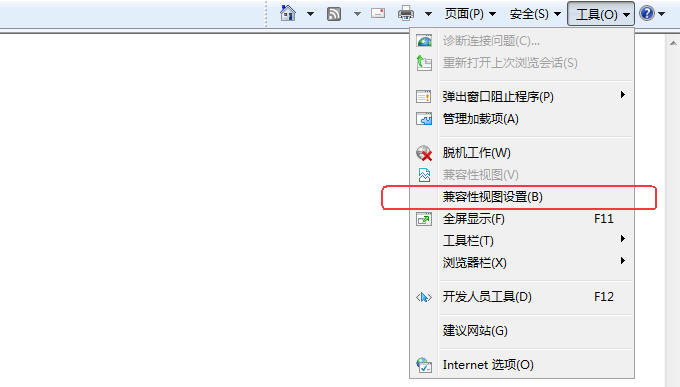 页面(P) 安全(S) 工具(O)
诊断连接问题(C)...
重新打开上次浏览会话(S)
弹出窗口阻止程序(P)
管理加载项(A)
脱机工作(W)
兼容性视图(V)
兼容性视图设置(B)
全屏显示(F) F11
工具栏(T)
浏览器栏(X)
开发人员工具(D) F12
建议网站(G)
Internet 选项(O)